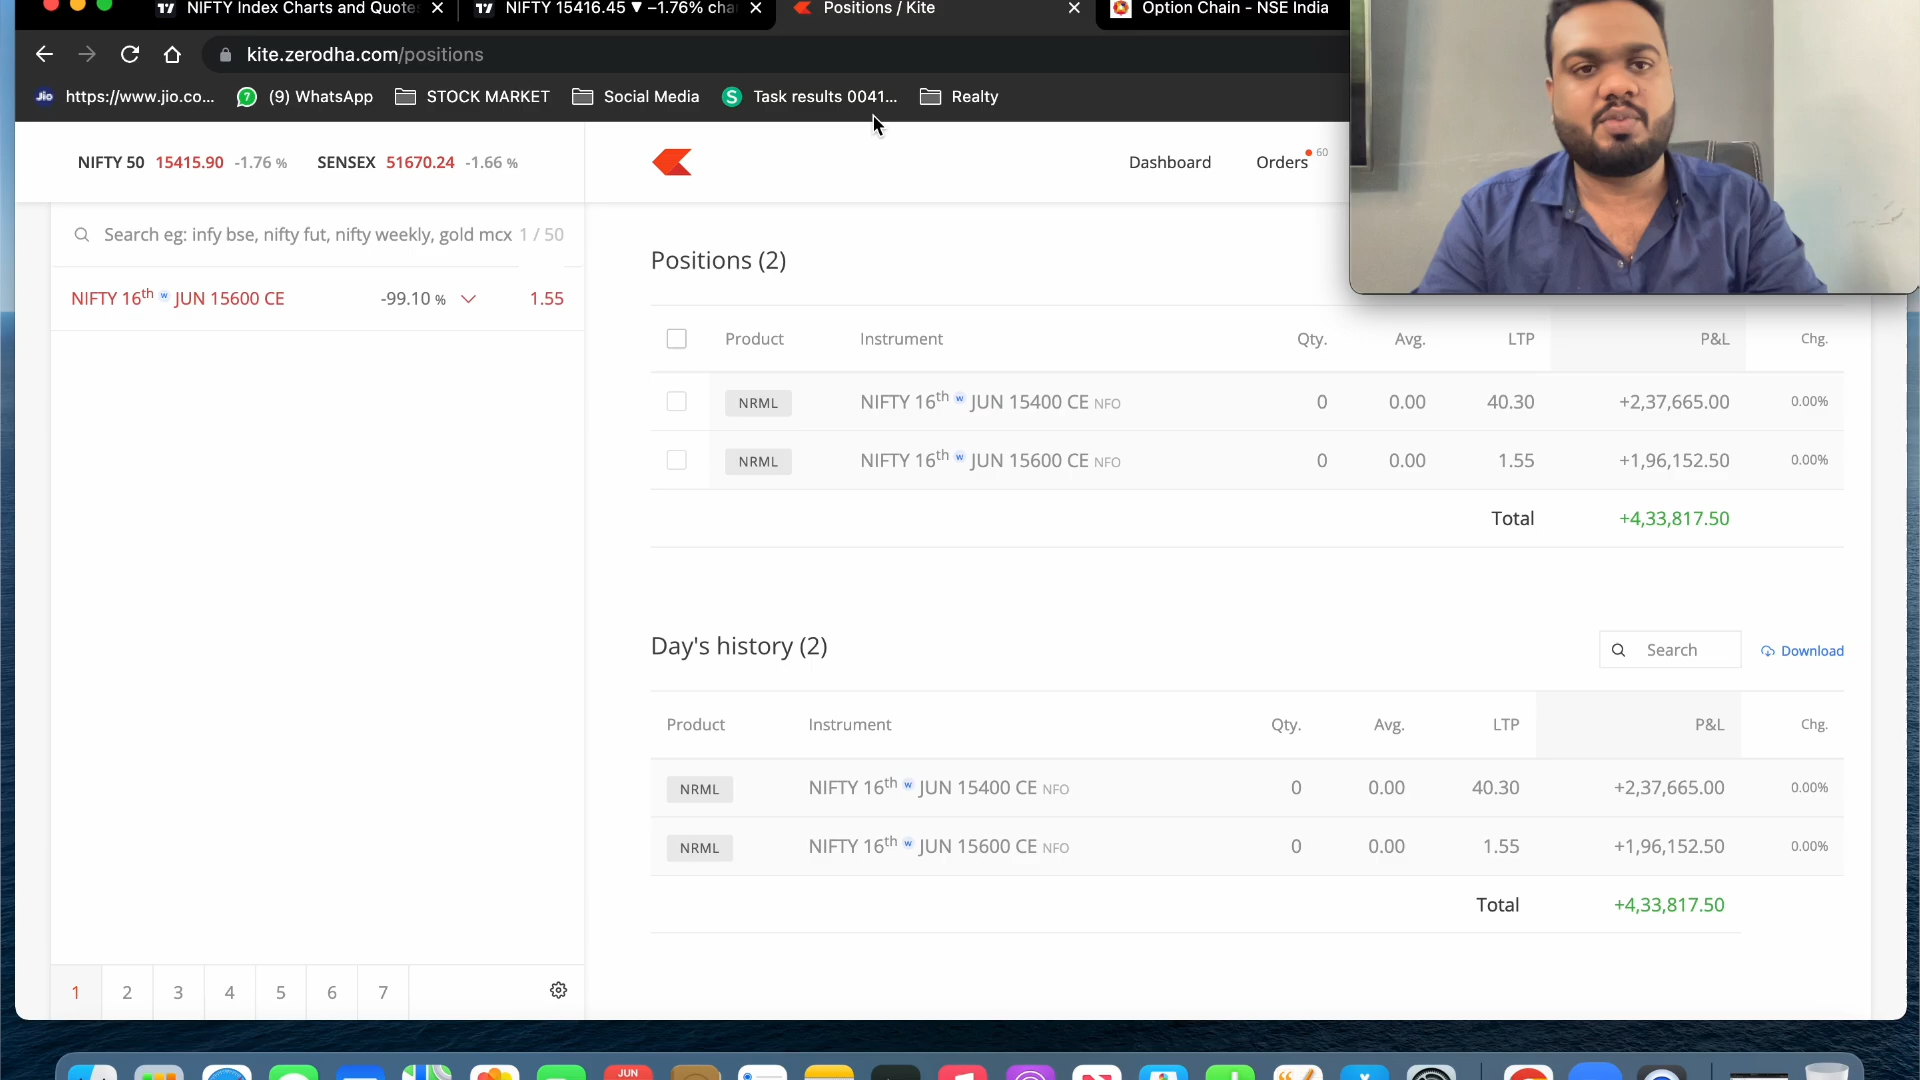 NIFTY Index Charts and Quote
NIFTY 15416.45 ▼ −1.76% cha
Positions / Kite
Option Chain - NSE India
kite.zerodha.com/positions
Jio
https://www.jio.co...
(9) WhatsApp
STOCK MARKET
Social Media
S
Task results 0041...
Realty
NIFTY 50 15415.90 -1.76 % SENSEX 51670.24 -1.66 %
Dashboard
Orders 60
Search eg: infy bse, nifty fut, nifty weekly, gold mcx 1 / 50
NIFTY 16th w JUN 15600 CE -99.10 % 1.55
Positions (2)
Product Instrument Qty. Avg. LTP P&L Chg.
NRML NIFTY 16th w JUN 15400 CE NFO 0 0.00 40.30 +2,37,665.00 0.00%
NRML NIFTY 16th w JUN 15600 CE NFO 0 0.00 1.55 +1,96,152.50 0.00%
Total +4,33,817.50
Day's history (2)
Search
Download
Product Instrument Qty. Avg. LTP P&L Chg.
NRML NIFTY 16th w JUN 15400 CE NFO 0 0.00 40.30 +2,37,665.00 0.00%
NRML NIFTY 16th w JUN 15600 CE NFO 0 0.00 1.55 +1,96,152.50 0.00%
Total +4,33,817.50
1 2 3 4 5 6 7
JUN